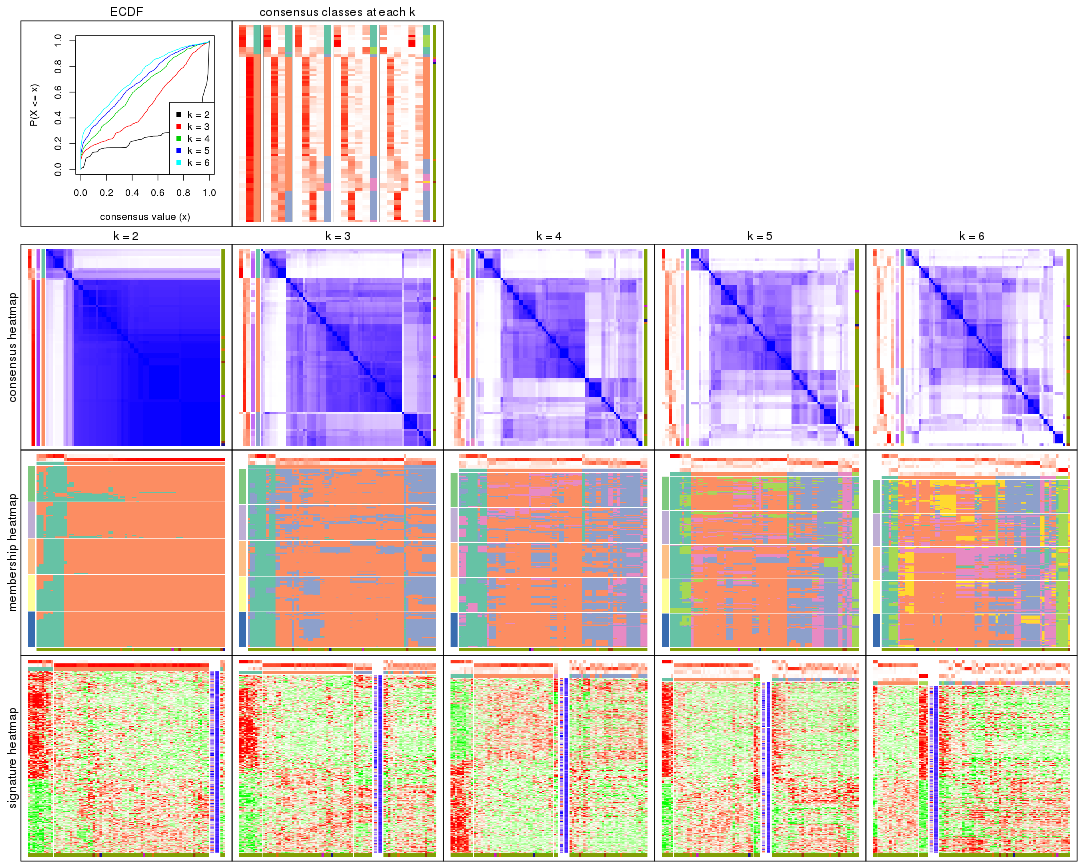 ECDF
consensus classes at each k
P(X <= x)
0.0 0.2 0.4 0.6 0.8 1.0
0.0 0.2 0.4 0.6 0.8 1.0
k = 2
k = 3
k = 4
k = 5
k = 6
consensus value (x)
k = 2 k = 3 k = 4 k = 5 k = 6
consensus heatmap
membership heatmap
signature heatmap